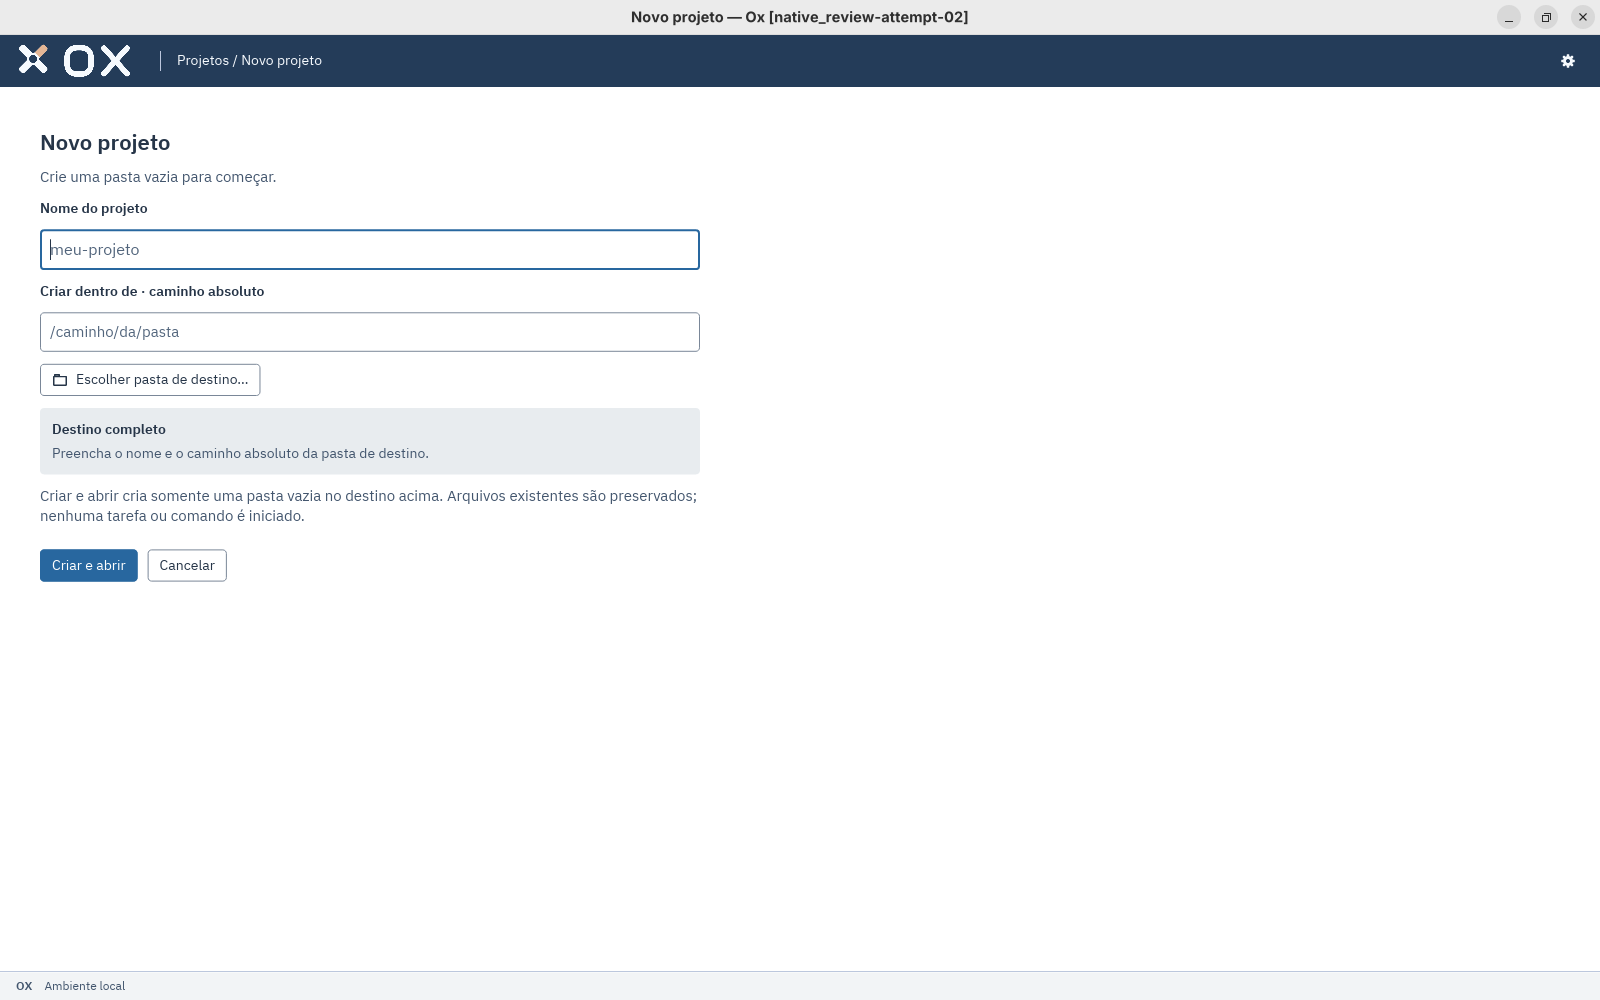 Novo projeto — Ox [native_review-attempt-02]
OX
Projetos / Novo projeto
Novo projeto
Crie uma pasta vazia para começar.
Nome do projeto
meu-projeto
Criar dentro de · caminho absoluto
/caminho/da/pasta
Escolher pasta de destino...
Destino completo
Preencha o nome e o caminho absoluto da pasta de destino.
Criar e abrir cria somente uma pasta vazia no destino acima. Arquivos existentes são preservados;
nenhuma tarefa ou comando é iniciado.
Criar e abrir
Cancelar
OX Ambiente local